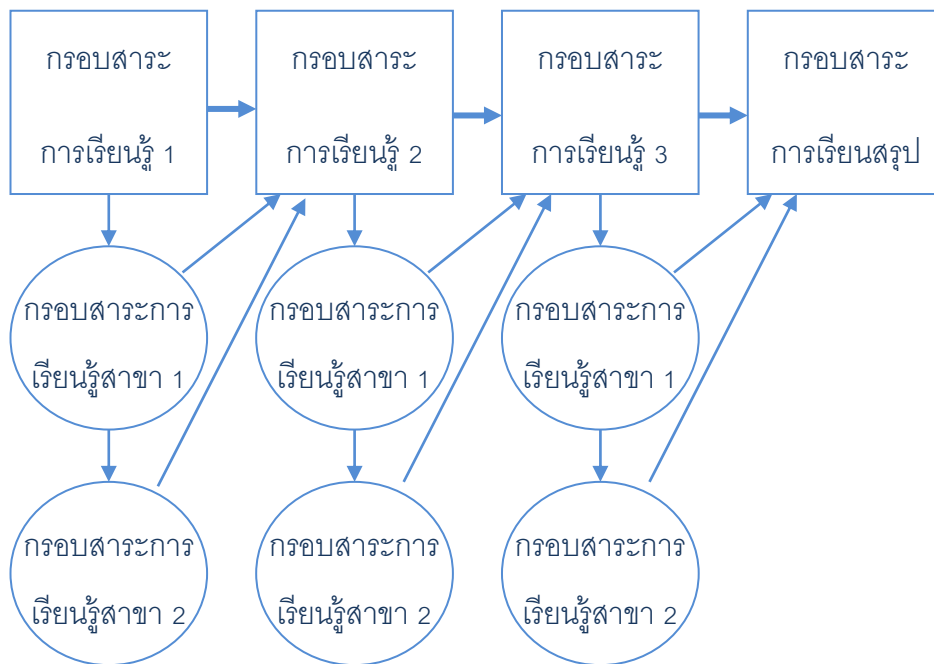 กรอบสาระ
การเรียนรู้ 1
กรอบสาระ
การเรียนรู้ 2
กรอบสาระ
การเรียนรู้ 3
กรอบสาระ
การเรียนสรุป
กรอบสาระการ
เรียนรู้สาขา 1
กรอบสาระการ
เรียนรู้สาขา 1
กรอบสาระการ
เรียนรู้สาขา 1
กรอบสาระการ
เรียนรู้สาขา 2
กรอบสาระการ
เรียนรู้สาขา 2
กรอบสาระการ
เรียนรู้สาขา 2